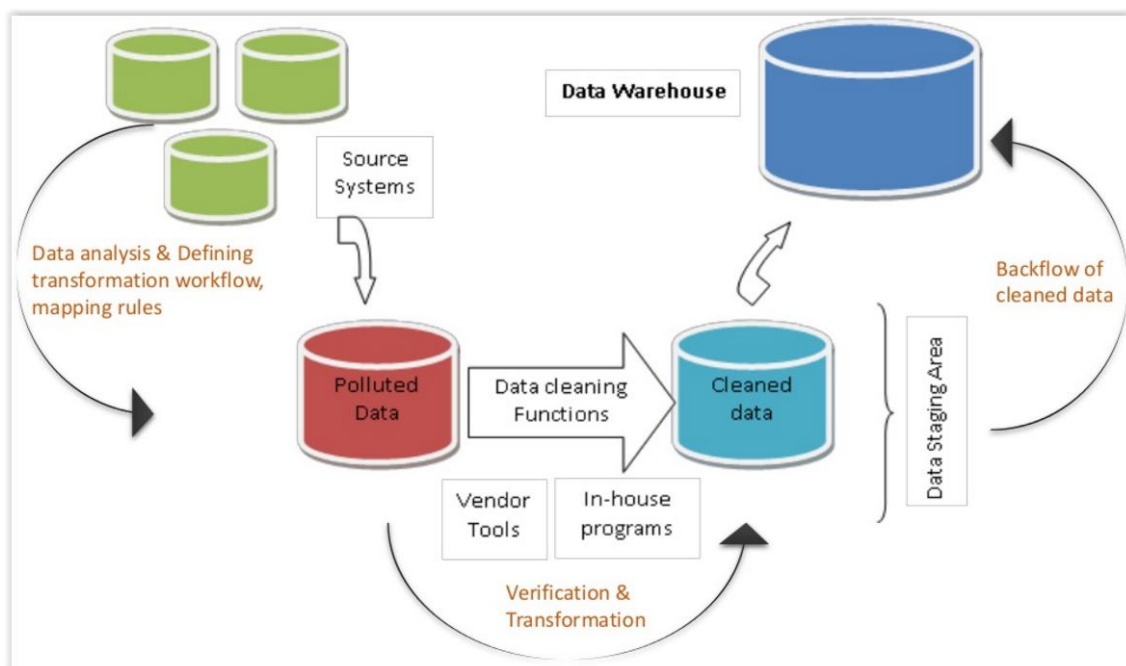 Data Warehouse
Source
Systems
Data analysis & Defining
transformation workflow,
mapping rules
Backflow of
cleaned data
Polluted
Data
Data cleaning
Functions
Cleaned
data
Data Staging Area
Vendor
Tools
In-house
programs
Verification &
Transformation